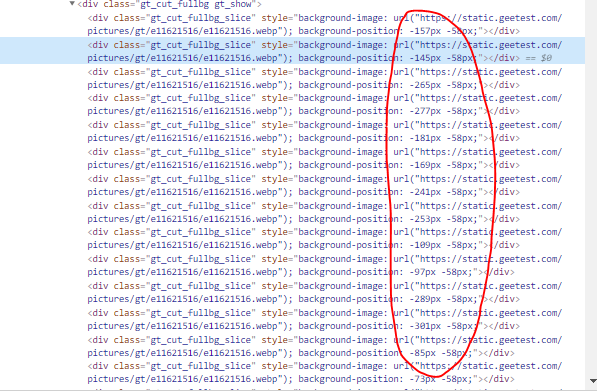 ▼<div class="gt_cut_fullbg gt_show">
<div class="gt_cut_fullbg_slice" style="background-image: url("https://static.geetest.com/
pictures/gt/e11621516/e11621516.webp"); background-position: -157px -58px;"></div>
<div class="gt_cut_fullbg_slice" style="background-image: url("https://static.geetest.com/
pictures/gt/e11621516/e11621516.webp"); background-position: -145px -58px;"></div> == $0
<div class="gt_cut_fullbg_slice" style="background-image: url("https://static.geetest.com/
pictures/gt/e11621516/e11621516.webp"); background-position: -265px -58px;"></div>
<div class="gt_cut_fullbg_slice" style="background-image: url("https://static.geetest.com/
pictures/gt/e11621516/e11621516.webp"); background-position: -277px -58px;"></div>
<div class="gt_cut_fullbg_slice" style="background-image: url("https://static.geetest.com/
pictures/gt/e11621516/e11621516.webp"); background-position: -181px -58px;"></div>
<div class="gt_cut_fullbg_slice" style="background-image: url("https://static.geetest.com/
pictures/gt/e11621516/e11621516.webp"); background-position: -169px -58px;"></div>
<div class="gt_cut_fullbg_slice" style="background-image: url("https://static.geetest.com/
pictures/gt/e11621516/e11621516.webp"); background-position: -241px -58px;"></div>
<div class="gt_cut_fullbg_slice" style="background-image: url("https://static.geetest.com/
pictures/gt/e11621516/e11621516.webp"); background-position: -253px -58px;"></div>
<div class="gt_cut_fullbg_slice" style="background-image: url("https://static.geetest.com/
pictures/gt/e11621516/e11621516.webp"); background-position: -109px -58px;"></div>
<div class="gt_cut_fullbg_slice" style="background-image: url("https://static.geetest.com/
pictures/gt/e11621516/e11621516.webp"); background-position: -97px -58px;"></div>
<div class="gt_cut_fullbg_slice" style="background-image: url("https://static.geetest.com/
pictures/gt/e11621516/e11621516.webp"); background-position: -289px -58px;"></div>
<div class="gt_cut_fullbg_slice" style="background-image: url("https://static.geetest.com/
pictures/gt/e11621516/e11621516.webp"); background-position: -301px -58px;"></div>
<div class="gt_cut_fullbg_slice" style="background-image: url("https://static.geetest.com/
pictures/gt/e11621516/e11621516.webp"); background-position: -85px -58px;"></div>
<div class="gt_cut_fullbg_slice" style="background-image: url("https://static.geetest.com/
pictures/gt/e11621516/e11621516.webp"); background-position: -73px -58px;"></div>